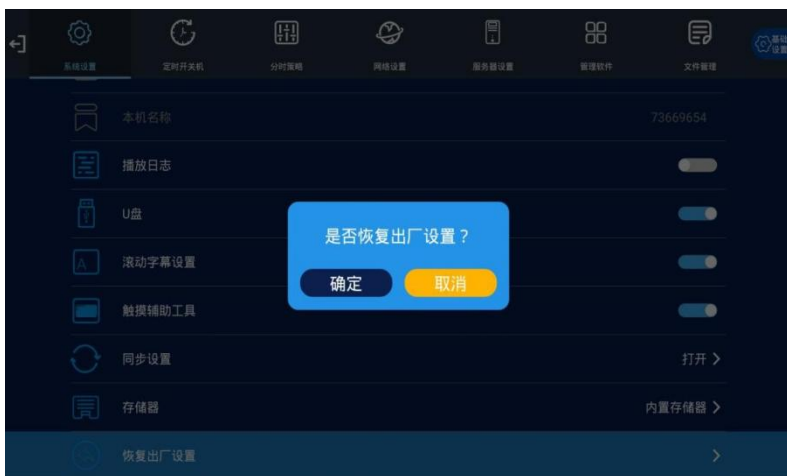 系统设置
定时开关机
分时策略
网络设置
服务器设置
管理软件
文件管理
基础
设置
本机名称 73669654
播放日志
U盘
滚动字幕设置
触摸辅助工具
同步设置 打开
存储器 内置存储器
恢复出厂设置
是否恢复出厂设置？
确定 取消